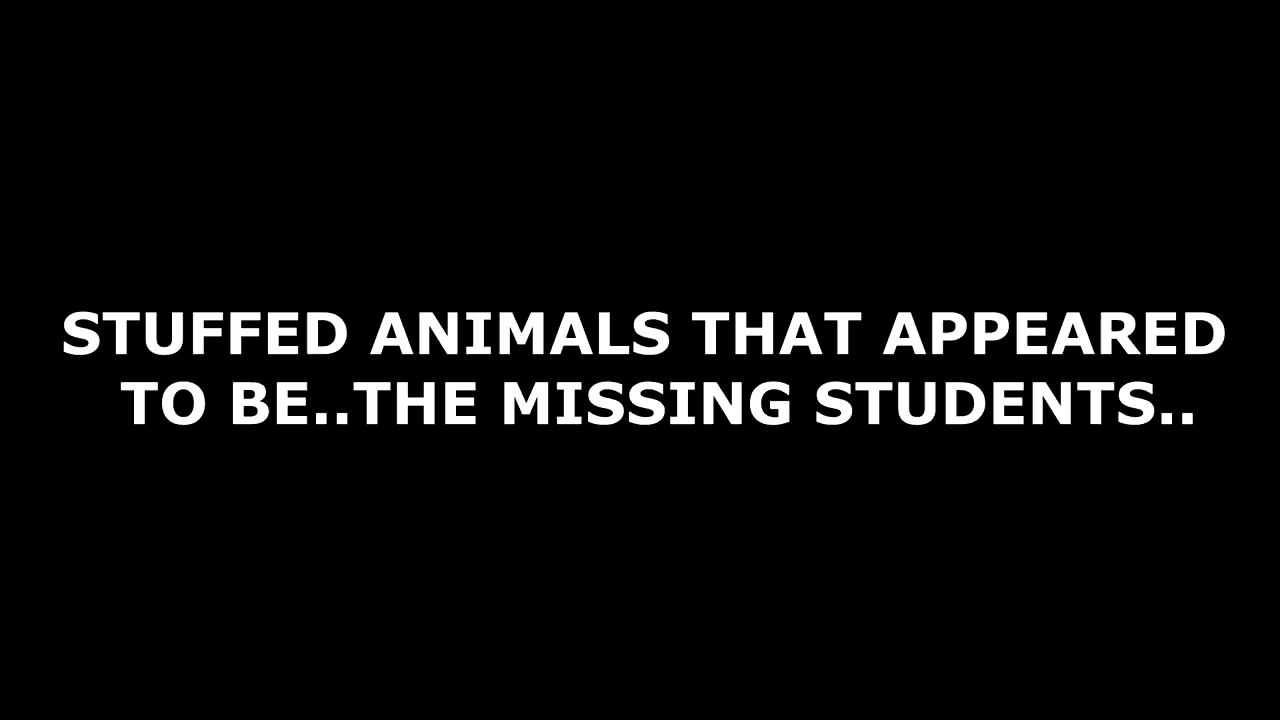 STUFFED ANIMALS THAT APPEARED
TO BE..THE MISSING STUDENTS..